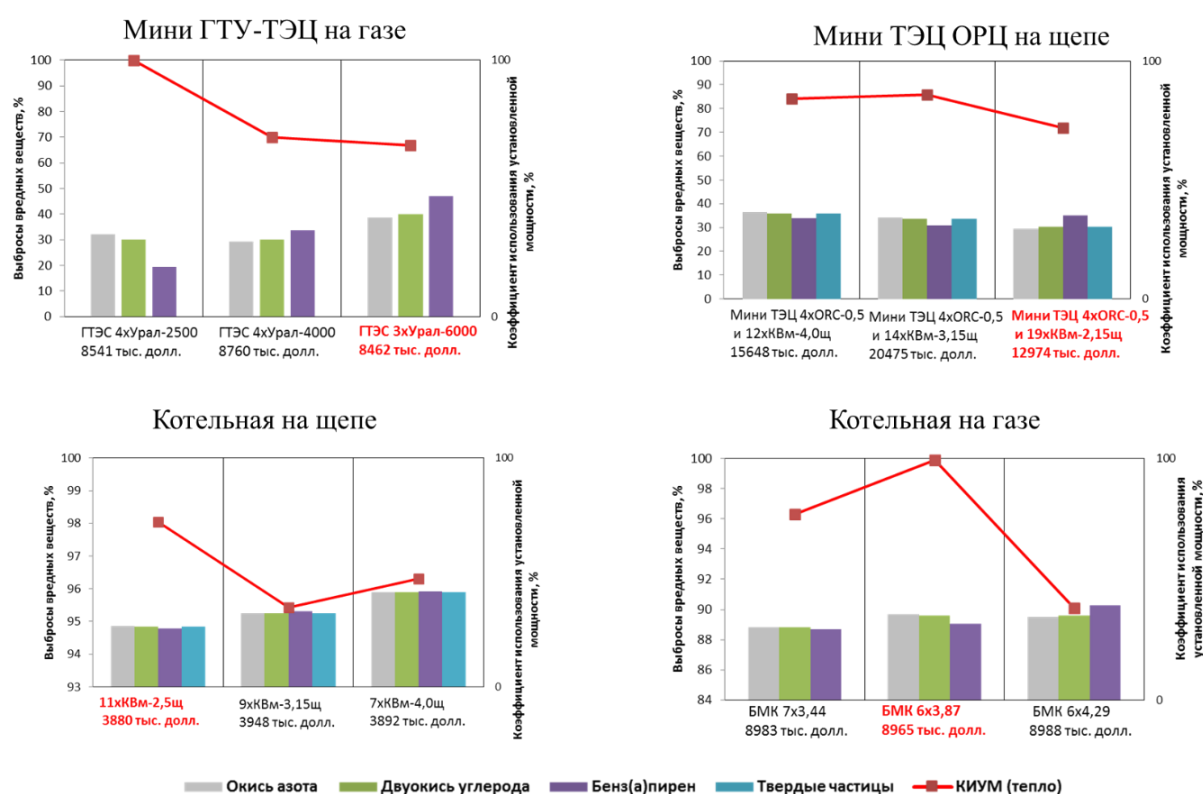 Мини ГТУ-ТЭЦ на газе
Выбросы вредных веществ, %
100
90
80
70
60
50
40
30
20
10
0
100
0
Коэффициент использования установленной
мощности, %
ГТЭС 4хУрал-2500
8541 тыс. долл.
ГТЭС 4хУрал-4000
8760 тыс. долл.
ГТЭС 3хУрал-6000
8462 тыс. долл.
Мини ТЭЦ ОРЦ на щепе
Выбросы вредных веществ, %
100
90
80
70
60
50
40
30
20
10
0
100
0
Коэффициент использования установленной
мощности, %
Мини ТЭЦ 4хORC-0,5
и 12хКВм-4,0щ
15648 тыс. долл.
Мини ТЭЦ 4хORC-0,5
и 14хКВм-3,15щ
20475 тыс. долл.
Мини ТЭЦ 4хORC-0,5
и 19хКВм-2,15щ
12974 тыс. долл.
Котельная на щепе
Выбросы вредных веществ, %
100
99
98
97
96
95
94
93
100
0
Коэффициент использования установленной
мощности, %
11хКВм-2,5щ
3880 тыс. долл.
9хКВм-3,15щ
3948 тыс. долл.
7хКВм-4,0щ
3892 тыс. долл.
Котельная на газе
Выбросы вредных веществ, %
100
98
96
94
92
90
88
86
84
100
0
Коэффициент использования
установленной мощности, %
БМК 7х3,44
8983 тыс. долл.
БМК 6х3,87
8965 тыс. долл.
БМК 6х4,29
8988 тыс. долл.
Окись азота
Двуокись углерода
Бенз(а)пирен
Твердые частицы
КИУМ (тепло)